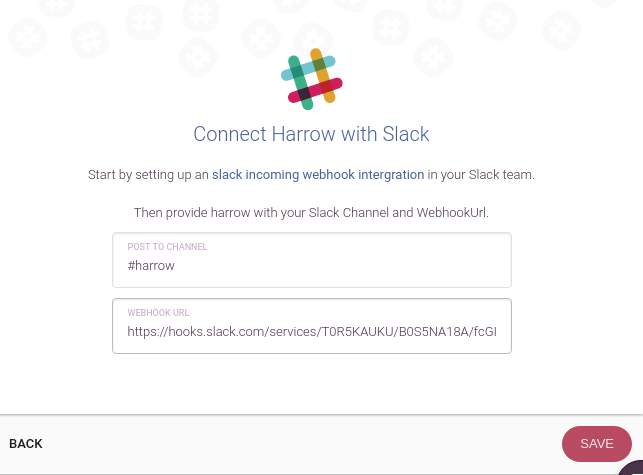 Connect Harrow with Slack
Start by setting up an slack incoming webhook intergration in your Slack team.
Then provide harrow with your Slack Channel and WebhookUrl.
POST TO CHANNEL
#harrow
WEBHOOK URL
https://hooks.slack.com/services/T0R5KAUKU/B0S5NA18A/fcGI
BACK
SAVE